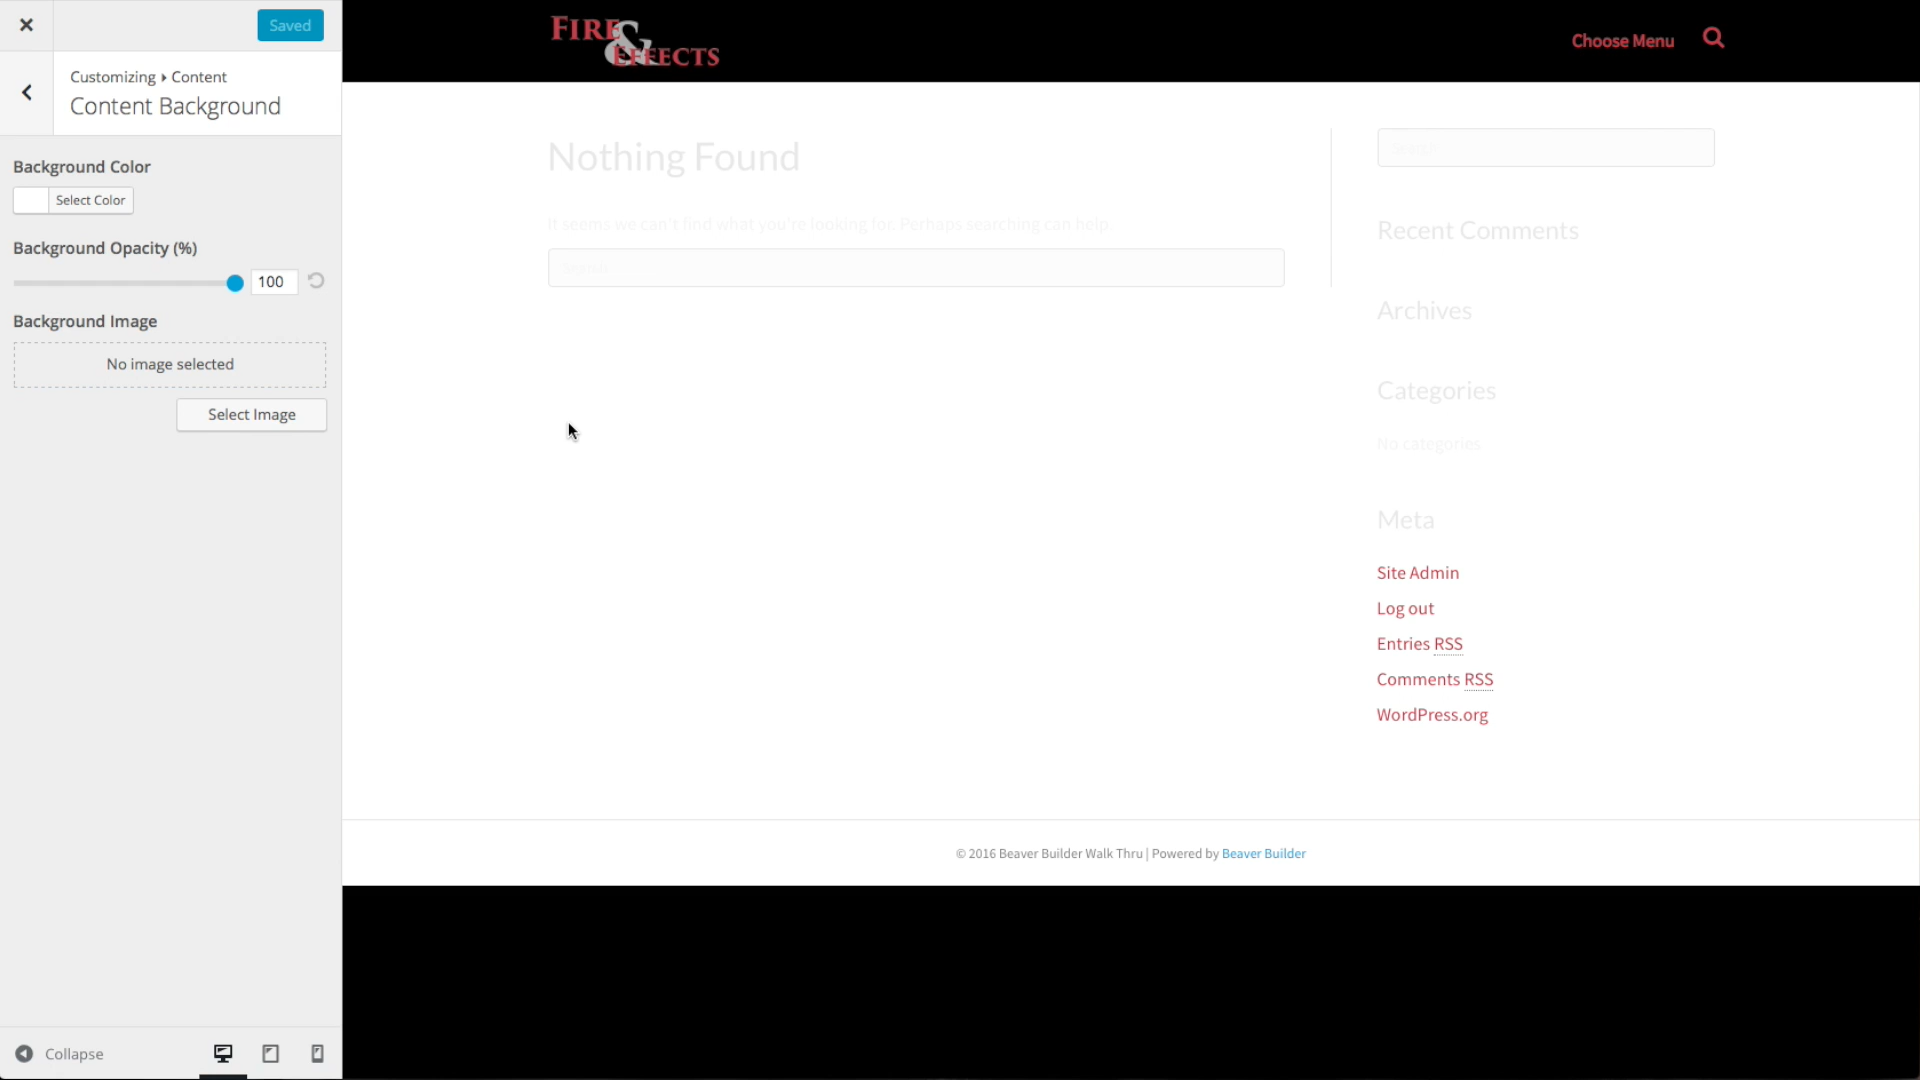 Saved
Customizing ▸ Content
Content Background
Background Color
Select Color
Background Opacity (%)
100
Background Image
No image selected
Select Image
Collapse
FIRE
&
EFFECTS
Choose Menu
Nothing Found
It seems we can't find what you're looking for. Perhaps searching can help.
Search
Search
Recent Comments
Archives
Categories
No categories
Meta
Site Admin
Log out
Entries RSS
Comments RSS
WordPress.org
© 2016 Beaver Builder Walk Thru | Powered by Beaver Builder